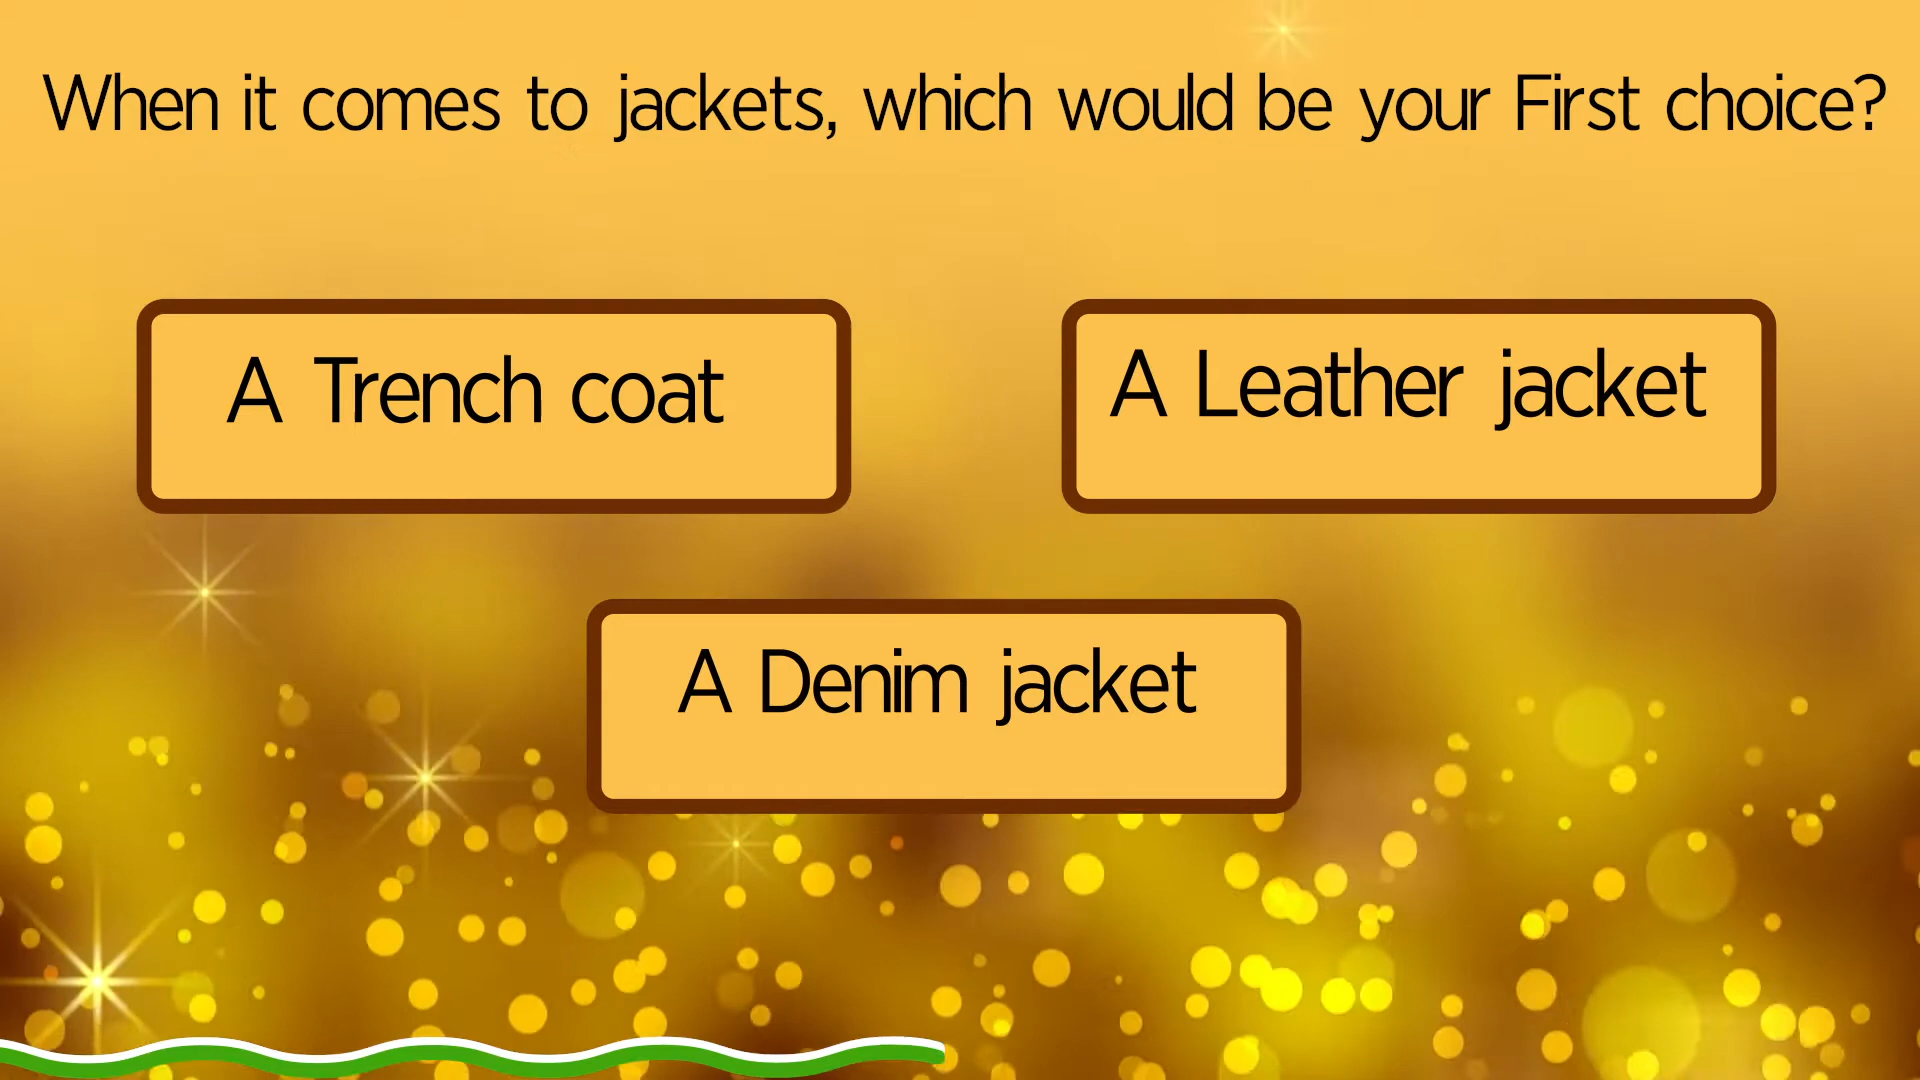 When it comes to jackets, which would be your First choice?
A Trench coat
A Leather jacket
A Denim jacket